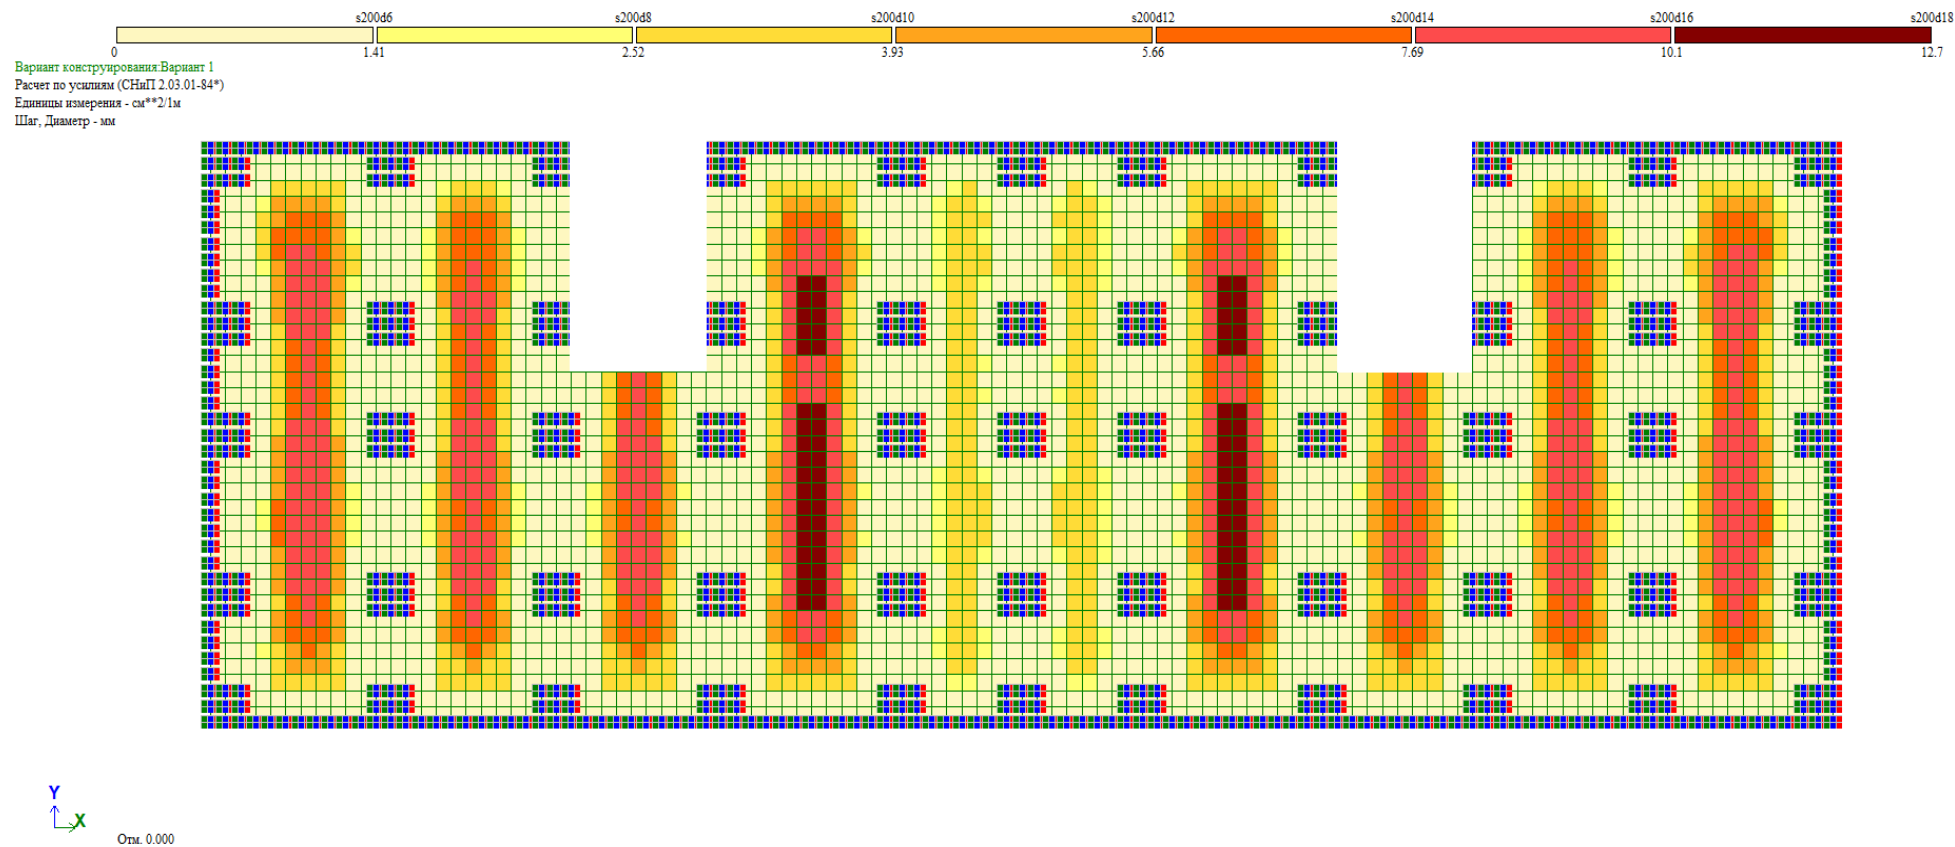 s200d6 s200d8 s200d10 s200d12 s200d14 s200d16 s200d18
0 1.41 2.52 3.93 5.66 7.69 10.1 12.7
Вариант конструирования:Вариант 1
Расчет по усилиям (СНиП 2.03.01-84*)
Единицы измерения - см**2/1м
Шаг, Диаметр - мм
Y
X
Отм. 0.000